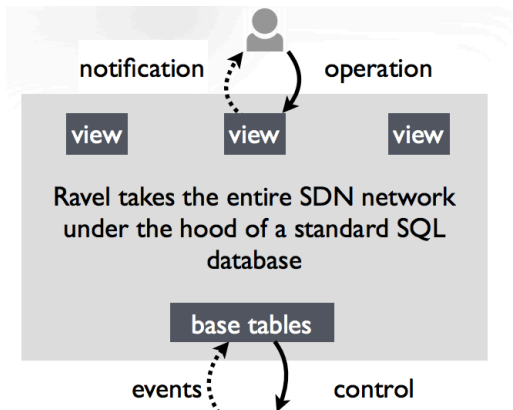 notification operation
view view view
Ravel takes the entire SDN network
under the hood of a standard SQL
database
base tables
events control